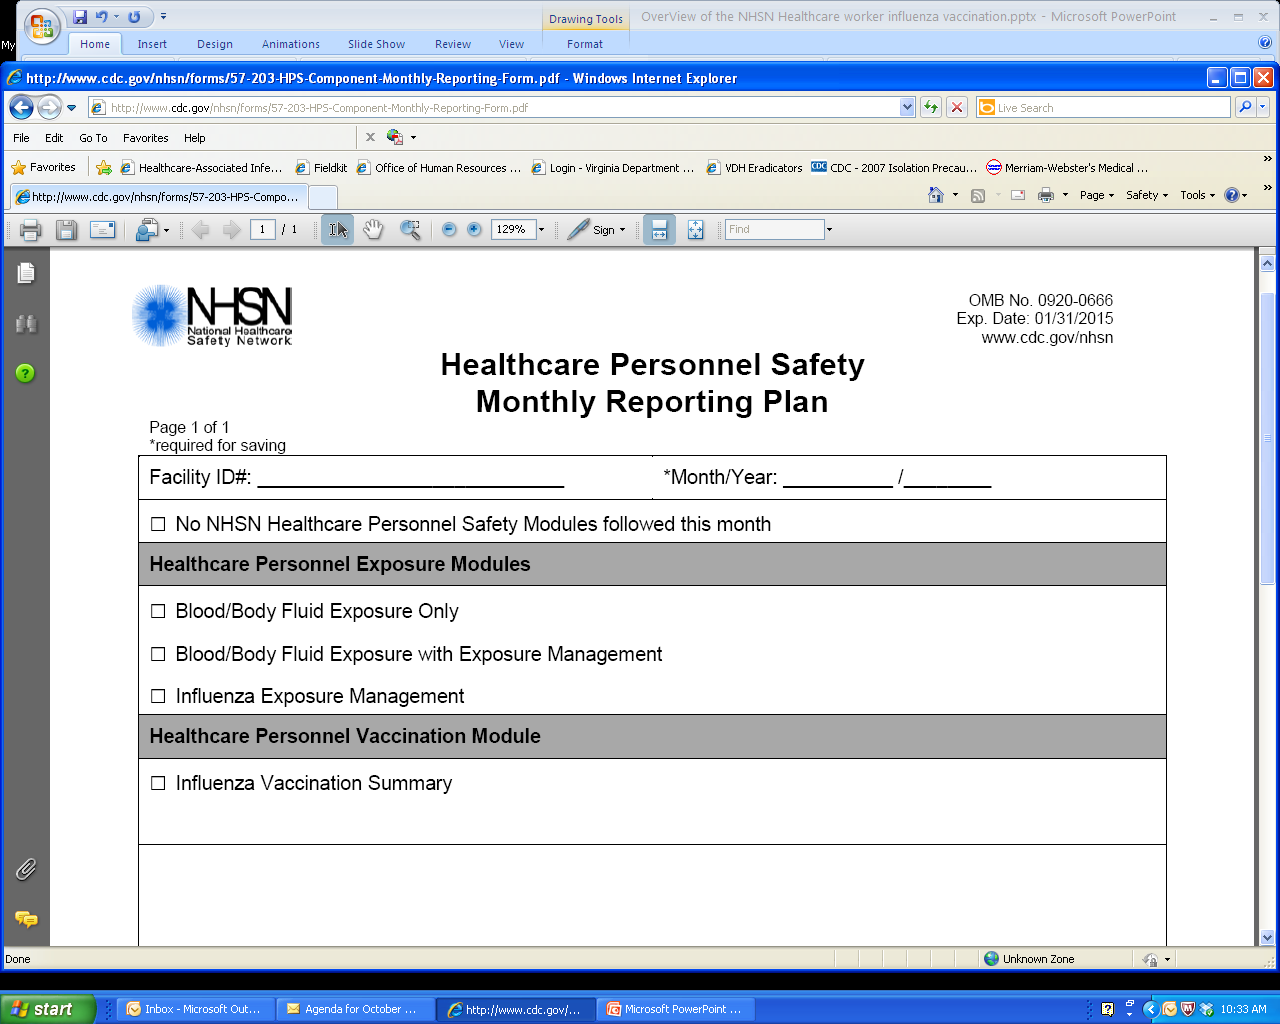 Drawing Tools
OverView of the NHSN Healthcare worker influenza vaccination.pptx - Microsoft PowerPoint
My
Home Insert Design Animations Slide Show Review View Format
http://www.cdc.gov/nhsn/forms/57-203-HPS-Component-Monthly-Reporting-Form.pdf - Windows Internet Explorer
http://www.cdc.gov/nhsn/forms/57-203-HPS-Component-Monthly-Reporting-Form.pdf
Live Search
File Edit Go To Favorites Help
Favorites Healthcare-Associated Infe... Fieldkit Office of Human Resources ... Login - Virginia Department ... VDH Eradicators CDC CDC - 2007 Isolation Precau... Merriam-Webster's Medical ...
http://www.cdc.gov/nhsn/forms/57-203-HPS-Compo...
Page Safety Tools
1 / 1 129% Sign Find
NHSN
National Healthcare
Safety Network
OMB No. 0920-0666
Exp. Date: 01/31/2015
www.cdc.gov/nhsn
Healthcare Personnel Safety
Monthly Reporting Plan
Page 1 of 1
*required for saving
Facility ID#: ____________________________ *Month/Year: __________ /________
☐ No NHSN Healthcare Personnel Safety Modules followed this month
Healthcare Personnel Exposure Modules
☐ Blood/Body Fluid Exposure Only
☐ Blood/Body Fluid Exposure with Exposure Management
☐ Influenza Exposure Management
Healthcare Personnel Vaccination Module
☐ Influenza Vaccination Summary
Done
Unknown Zone
start Inbox - Microsoft Out... Agenda for October ... http://www.cdc.gov/... Microsoft PowerPoint ... 10:33 AM